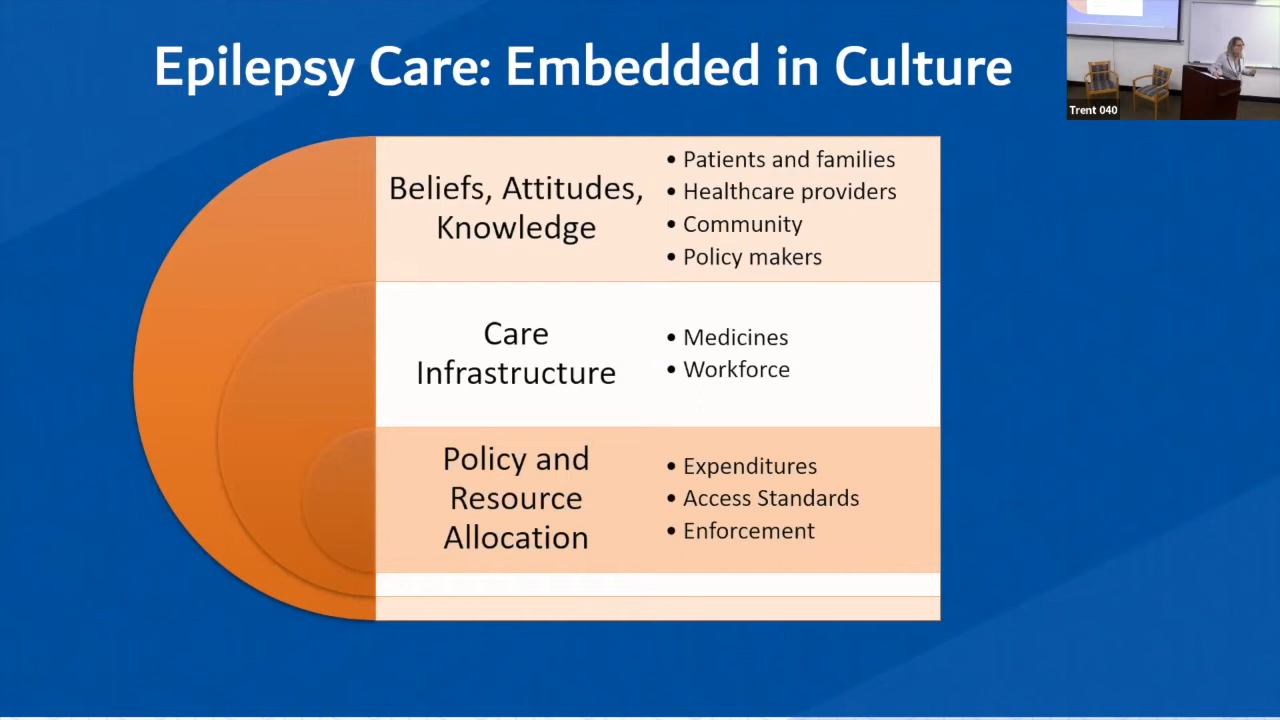 Epilepsy Care: Embedded in Culture
Trent 040
Beliefs, Attitudes,
Knowledge
• Patients and families
• Healthcare providers
• Community
• Policy makers
Care
Infrastructure
• Medicines
• Workforce
Policy and
Resource
Allocation
• Expenditures
• Access Standards
• Enforcement